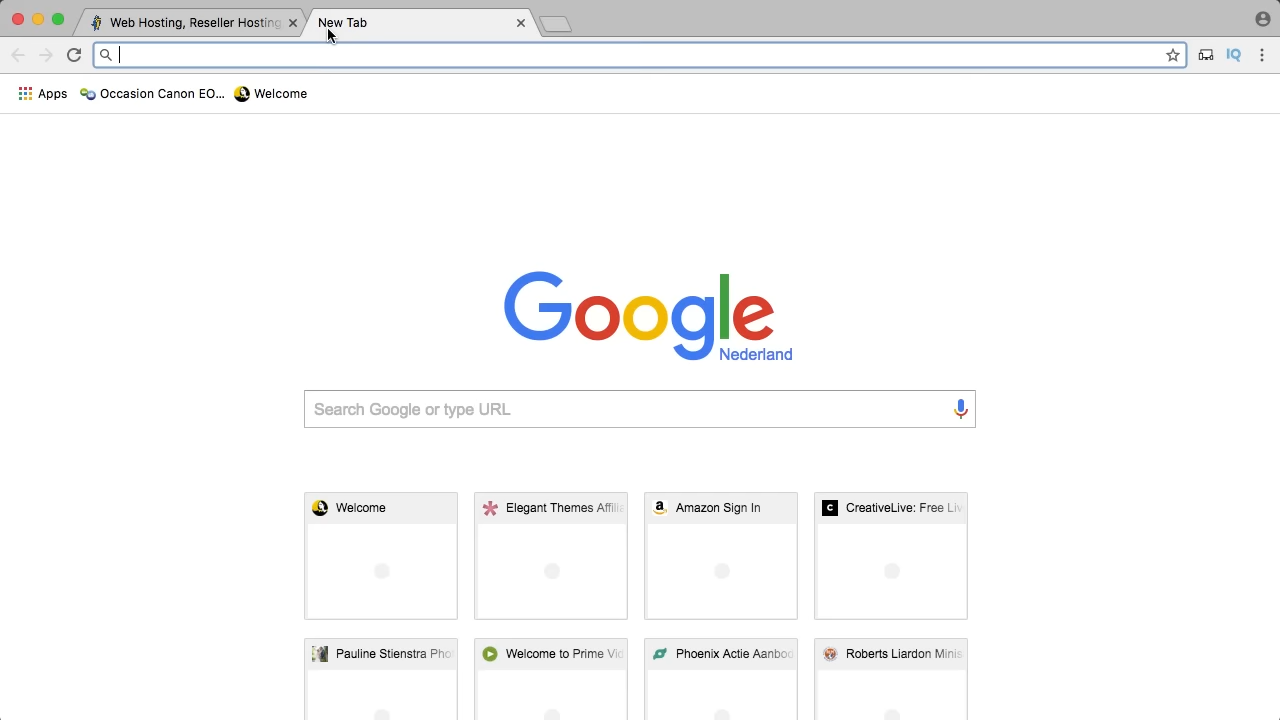 Web Hosting, Reseller Hosting
New Tab
Apps
Occasion Canon EO...
Welcome
Google
Nederland
Search Google or type URL
Welcome
Elegant Themes Affilia
Amazon Sign In
CreativeLive: Free Liv
Pauline Stienstra Pho
Welcome to Prime Vid
Phoenix Actie Aanbod
Roberts Liardon Minis